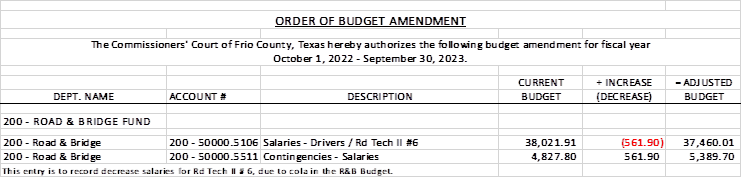 ORDER OF BUDGET AMENDMENT
The Commissioners' Court of Frio County, Texas hereby authorizes the following budget amendment for fiscal year
October 1, 2022 - September 30, 2023.
CURRENT + INCREASE = ADJUSTED
DEPT. NAME ACCOUNT # DESCRIPTION BUDGET (DECREASE) BUDGET
200 - ROAD & BRIDGE FUND
200 - Road & Bridge 200 - 50000.5106 Salaries - Drivers / Rd Tech II #6 38,021.91 (561.90) 37,460.01
200 - Road & Bridge 200 - 50000.5511 Contingencies - Salaries 4,827.80 561.90 5,389.70
This entry is to record decrease salaries for Rd Tech II # 6, due to cola in the R&B Budget.